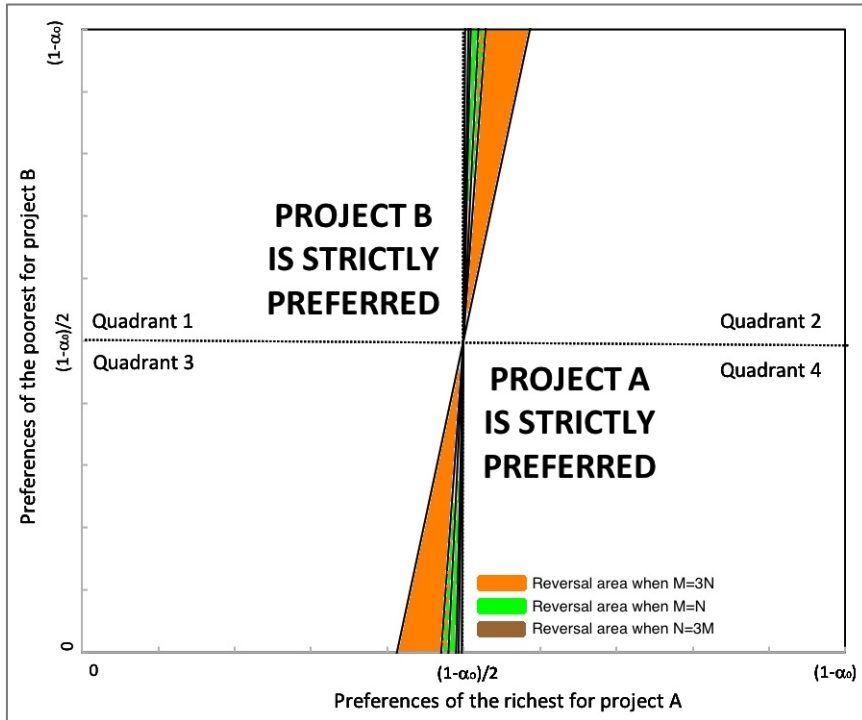 (1-α₀)
PROJECT B
IS STRICTLY
PREFERRED
Preferences of the poorest for project B
(1-α₀)/2
Quadrant 1
Quadrant 2
Quadrant 3
Quadrant 4
PROJECT A
IS STRICTLY
PREFERRED
Reversal area when M=3N
Reversal area when M=N
Reversal area when N=3M
0
0
(1-α₀)/2
(1-α₀)
Preferences of the richest for project A